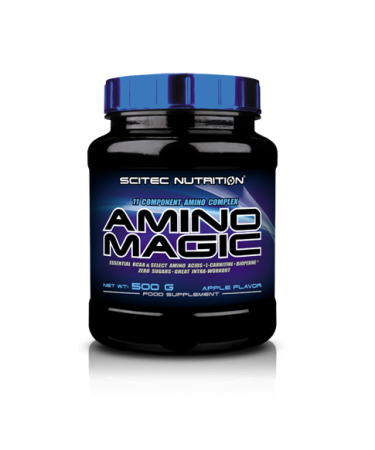 SCITEC NUTRITION
11 COMPONENT AMINO COMPLEX
AMINO
MAGIC
ESSENTIAL BCAA & SELECT AMINO ACIDS • L-CARNITINE • BIOPERINE™
ZERO SUGARS • GREAT INTRA-WORKOUT
NET WT: 500 G APPLE FLAVOR
FOOD SUPPLEMENT